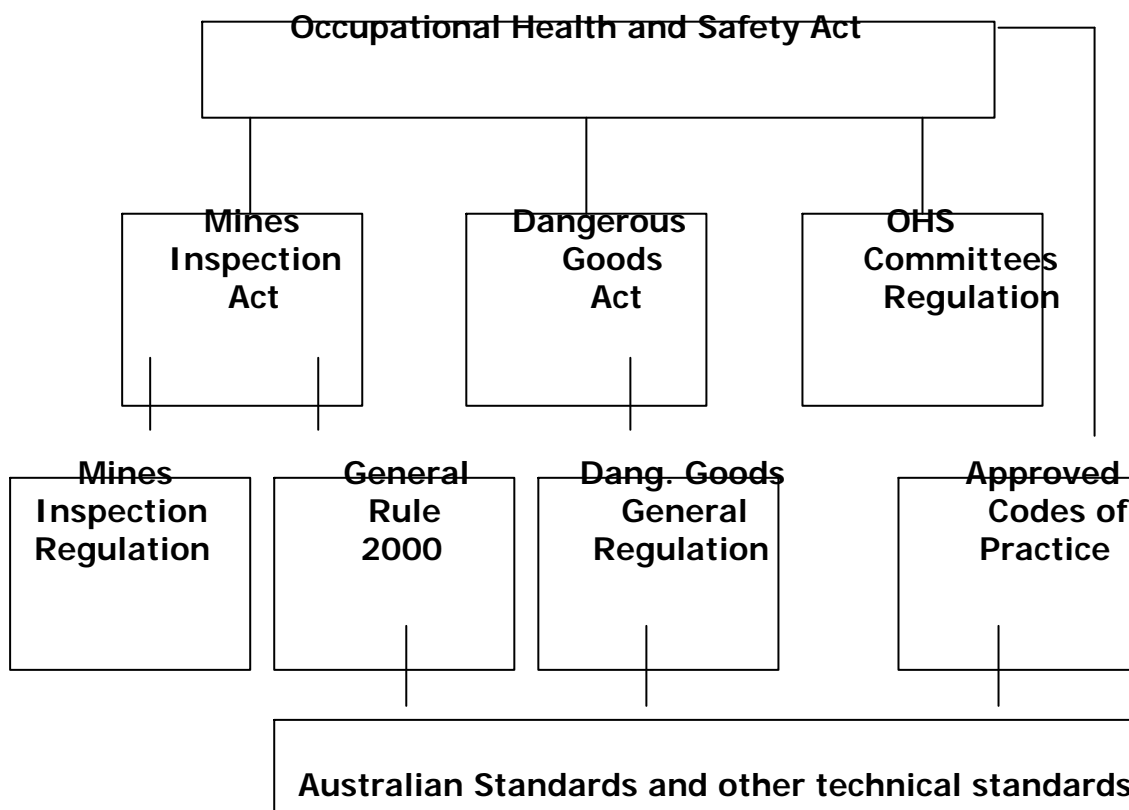 Occupational Health and Safety Act
Mines
Inspection
Act
Dangerous
Goods
Act
OHS
Committees
Regulation
Mines
Inspection
Regulation
General
Rule
2000
Dang. Goods
General
Regulation
Approved
Codes of
Practice
Australian Standards and other technical standards